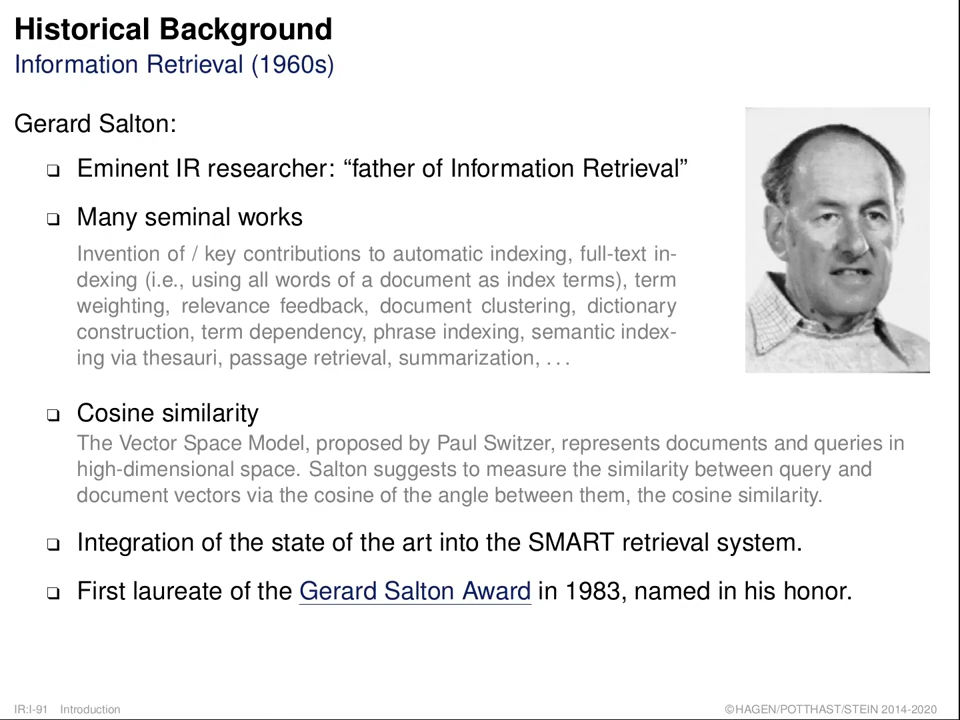 Historical Background
Information Retrieval (1960s)
Gerard Salton:
❑ Eminent IR researcher: “father of Information Retrieval”
❑ Many seminal works
Invention of / key contributions to automatic indexing, full-text in-
dexing (i.e., using all words of a document as index terms), term
weighting, relevance feedback, document clustering, dictionary
construction, term dependency, phrase indexing, semantic index-
ing via thesauri, passage retrieval, summarization, . . .
❑ Cosine similarity
The Vector Space Model, proposed by Paul Switzer, represents documents and queries in
high-dimensional space. Salton suggests to measure the similarity between query and
document vectors via the cosine of the angle between them, the cosine similarity.
❑ Integration of the state of the art into the SMART retrieval system.
❑ First laureate of the Gerard Salton Award in 1983, named in his honor.
IR:I-91 Introduction
©HAGEN/POTTHAST/STEIN 2014-2020